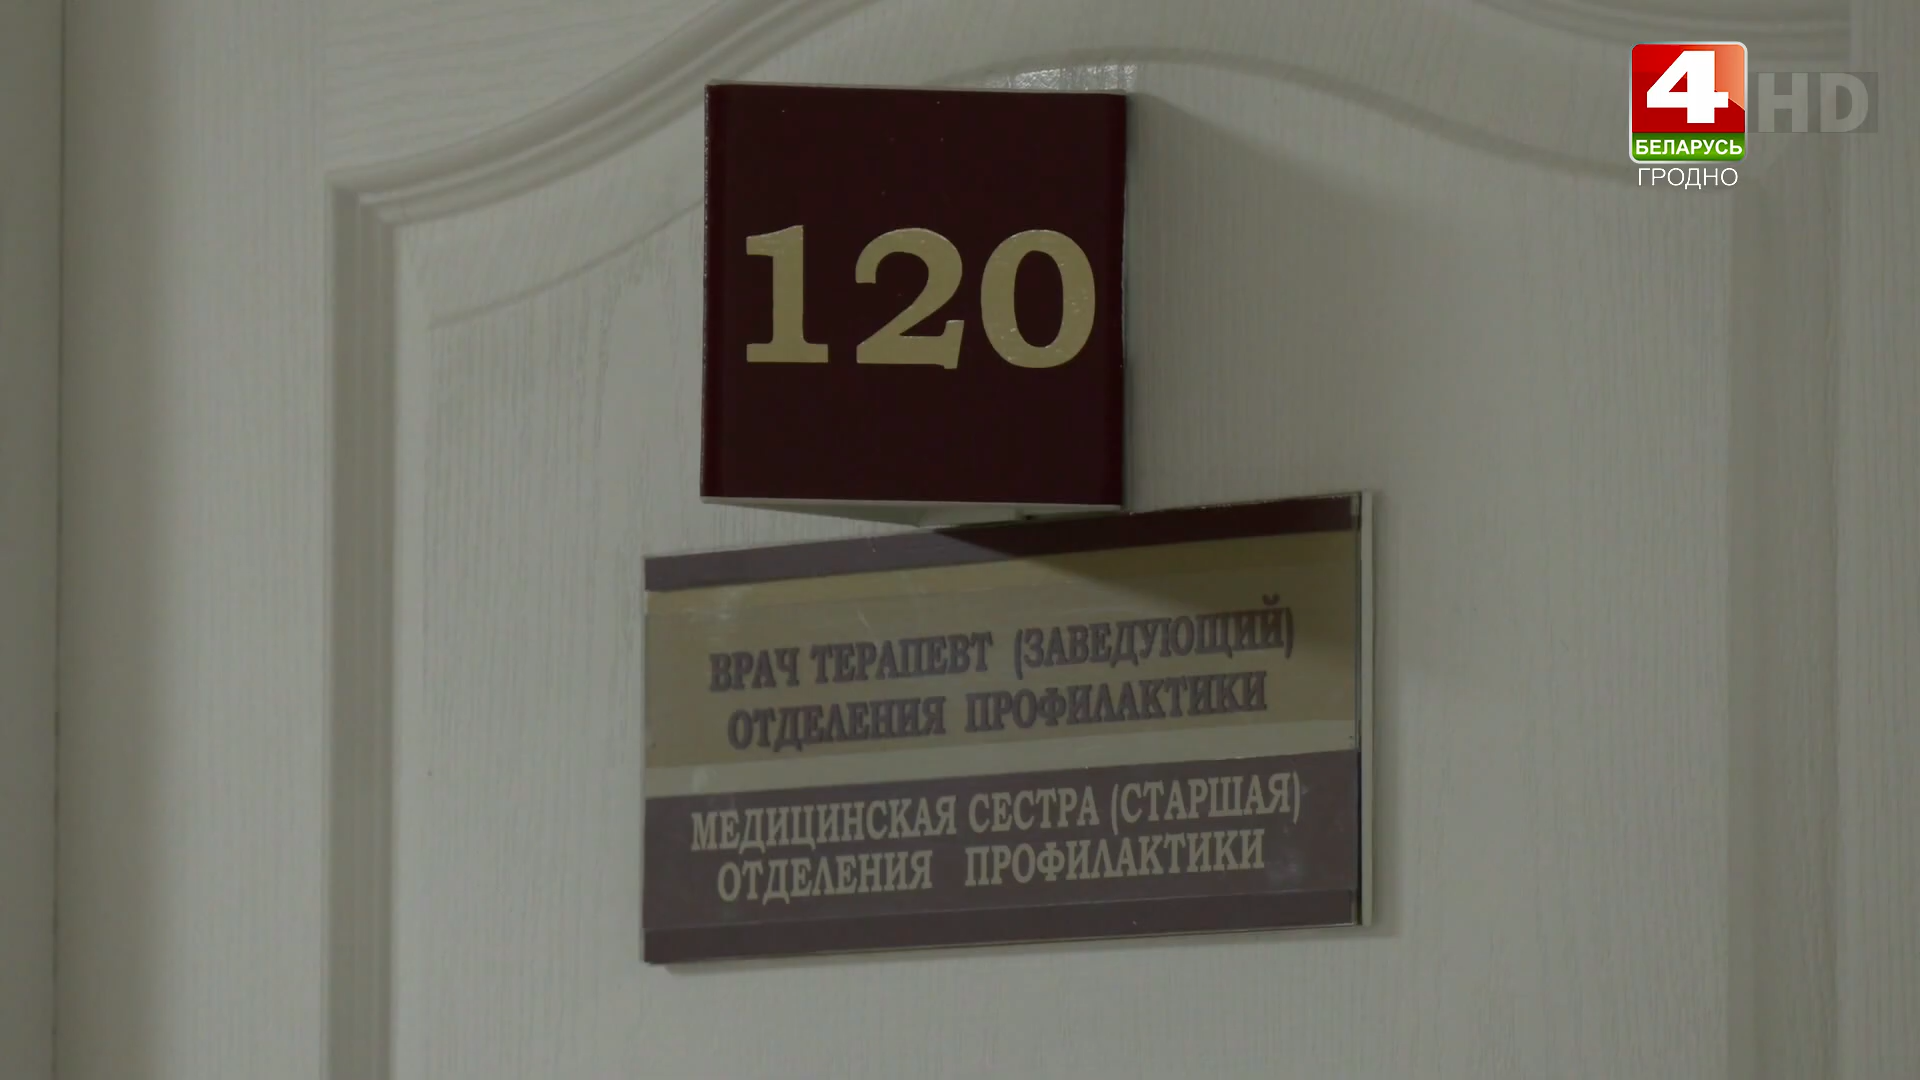 4
HD
БЕЛАРУСЬ
ГРОДНО
120
ВРАЧ ТЕРАПЕВТ (ЗАВЕДУЮЩИЙ)
ОТДЕЛЕНИЯ ПРОФИЛАКТИКИ
МЕДИЦИНСКАЯ СЕСТРА (СТАРШАЯ)
ОТДЕЛЕНИЯ ПРОФИЛАКТИКИ